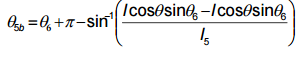 θ5b = θ6 + π − sin⁻¹((l cosθ sinθ6 − l cosθ sinθ6) / l5)